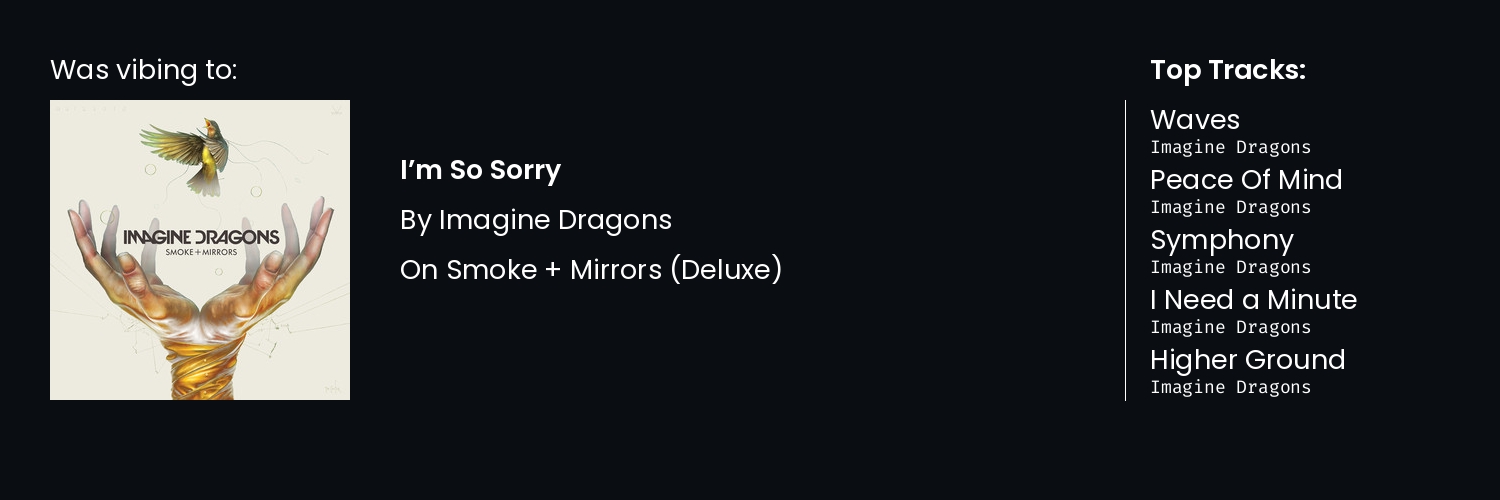 Was vibing to:
IMAGINE DRAGONS
SMOKE + MIRRORS
I’m So Sorry
By Imagine Dragons
On Smoke + Mirrors (Deluxe)
Top Tracks:
Waves
Imagine Dragons
Peace Of Mind
Imagine Dragons
Symphony
Imagine Dragons
I Need a Minute
Imagine Dragons
Higher Ground
Imagine Dragons